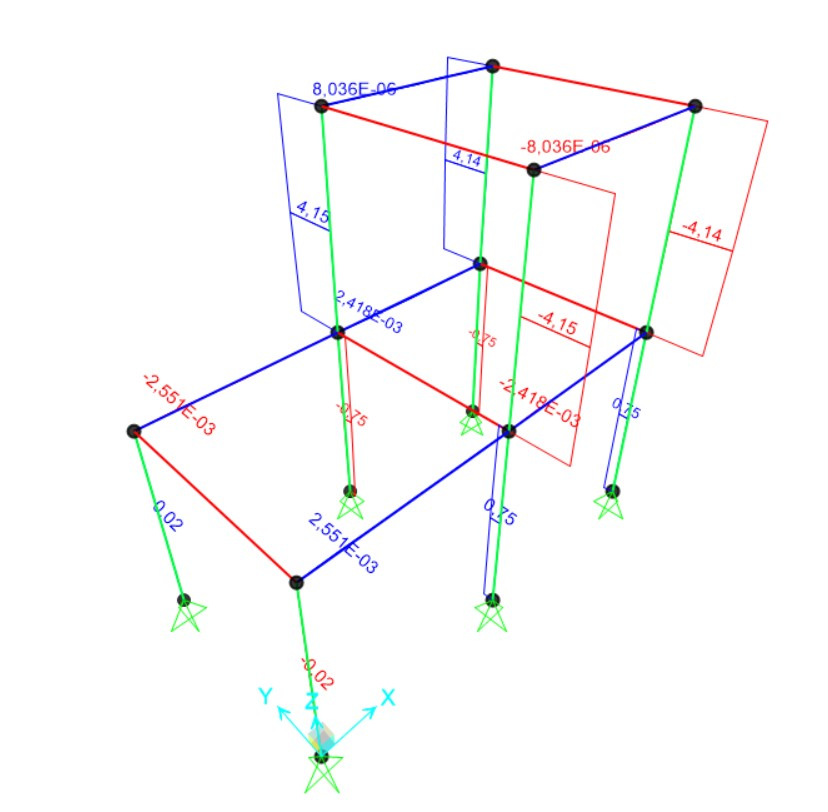 8,036E-06
-8,036E-06
4,14
4,15
-4,14
2,418E-03
-4,15
-0,75
-2,418E-03
-2,551E-03
-0,75
0,75
0,02
2,551E-03
0,75
-0,02
Y
Z
X